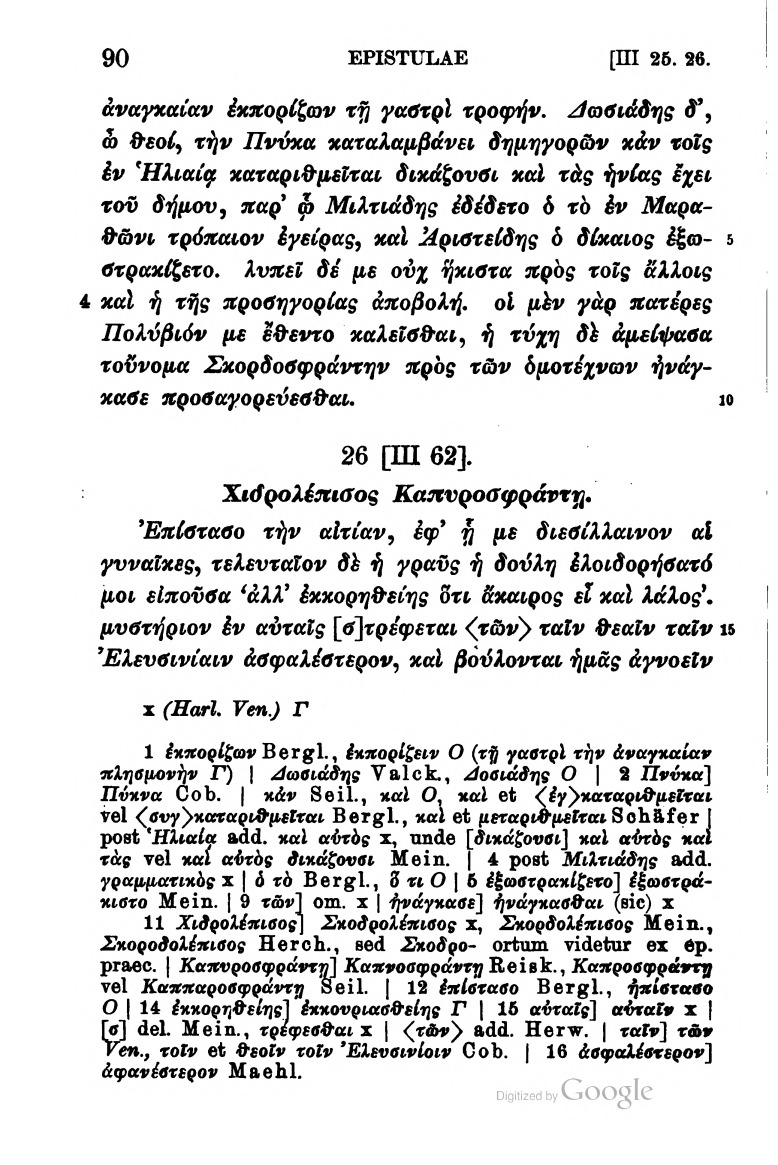 90 EPISTULAE [III 25. 26.
ἀναγκαίαν ἐκπορίζων τῇ γαστρὶ τροφήν. Δωσιάδης δ’,
ὦ θεοί, τὴν Πνύκα καταλαμβάνει δημηγορῶν κἀν τοῖς
ἐν Ἡλιαίᾳ καταριθμεῖται δικάζουσι καὶ τὰς ἡνίας ἔχει
τοῦ δήμου, παρ’ ᾧ Μιλτιάδης ἐδέδετο ὁ τὸ ἐν Μαρα-
θῶνι τρόπαιον ἐγείρας, καὶ Ἀριστείδης ὁ δίκαιος ἐξω- 5
στρακίζετο. λυπεῖ δέ με οὐχ ἥκιστα πρὸς τοῖς ἄλλοις
4 καὶ ἡ τῆς προσηγορίας ἀποβολή. οἱ μὲν γὰρ πατέρες
Πολύβιόν με ἔθεντο καλεῖσθαι, ἡ τύχη δὲ ἀμείψασα
τοὔνομα Σκορδοσφράντην πρὸς τῶν ὁμοτέχνων ἠνάγ-
κασε προσαγορεύεσθαι. 10
26 [III 62].
Χιδρολέπισος Καπυροσφράντῃ.
Ἐπίστασο τὴν αἰτίαν, ἐφ’ ᾗ με διεσίλλαινον αἱ
γυναῖκες, τελευταῖον δὲ ἡ γραῦς ἡ δούλη ἐλοιδορήσατό
μοι εἰποῦσα ‘ἀλλ’ ἐκκορηθείης ὅτι ἄκαιρος εἶ καὶ λάλος’.
μυστήριον ἐν αὐταῖς [σ]τρέφεται ⟨τῶν⟩ ταῖν θεαῖν ταῖν 15
Ἐλευσινίαιν ἀσφαλέστερον, καὶ βούλονται ἡμᾶς ἀγνοεῖν
x (Harl. Ven.) Γ
1 ἐκπορίζων Bergl., ἐκπορίζειν O (τῇ γαστρὶ τὴν ἀναγκαίαν
πλησμονὴν Γ) | Δωσιάδης Valck., Δοσιάδης O | 2 Πνύκα]
Πύκνα Cob. | κἀν Seil., καὶ O, καὶ et ⟨ἐγ⟩καταριθμεῖται
vel ⟨συγ⟩καταριθμεῖται Bergl., καὶ et μεταριθμεῖται Schäfer |
post Ἡλιαίᾳ add. καὶ αὐτὸς x, unde [δικάζουσι] καὶ αὐτὸς καὶ
τὰς vel καὶ αὐτὸς δικάζουσι Mein. | 4 post Μιλτιάδης add.
γραμματικὸς x | ὁ τὸ Bergl., ὅ τι O | 5 ἐξωστρακίζετο] ἐξωστρά-
κιστο Mein. | 9 τῶν] om. x | ἠνάγκασε] ἠνάγκασθαι (sic) x
11 Χιδρολέπισος] Σκοδρολέπισος x, Σκορδολέπισος Mein.,
Σκοροδολέπισος Herch., sed Σκοδρο- ortum videtur ex ep.
praec. | Καπυροσφράντῃ] Καπνοσφράντῃ Reisk., Καπροσφράντῃ
vel Καππαροσφράντῃ Seil. | 12 ἐπίστασο Bergl., ἠπίστασο
O | 14 ἐκκορηθείης] ἐκκουριασθείης Γ | 15 αὐταῖς] αὐταῖν x |
[σ] del. Mein., τρέφεσθαι x | ⟨τῶν⟩ add. Herw. | ταῖν] τῶν
Ven., τοῖν et θεοῖν τοῖν Ἐλευσινίοιν Cob. | 16 ἀσφαλέστερον]
ἀφανέστερον Maehl.
Digitized by Google